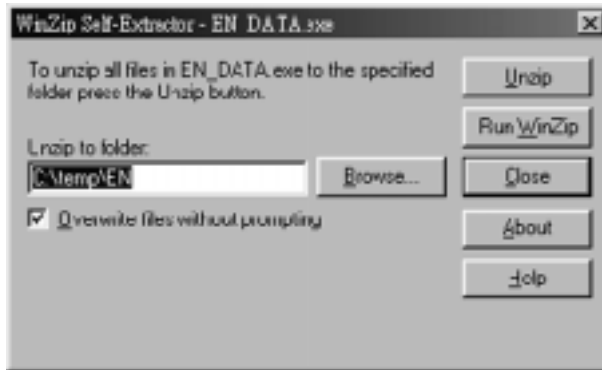 WinZip Self-Extractor - EN_DATA.exe
To unzip all files in EN_DATA.exe to the specified
folder press the Unzip button.
Unzip to folder:
C:\temp\EN
Browse...
Overwrite files without prompting
Unzip
Run WinZip
Close
About
Help